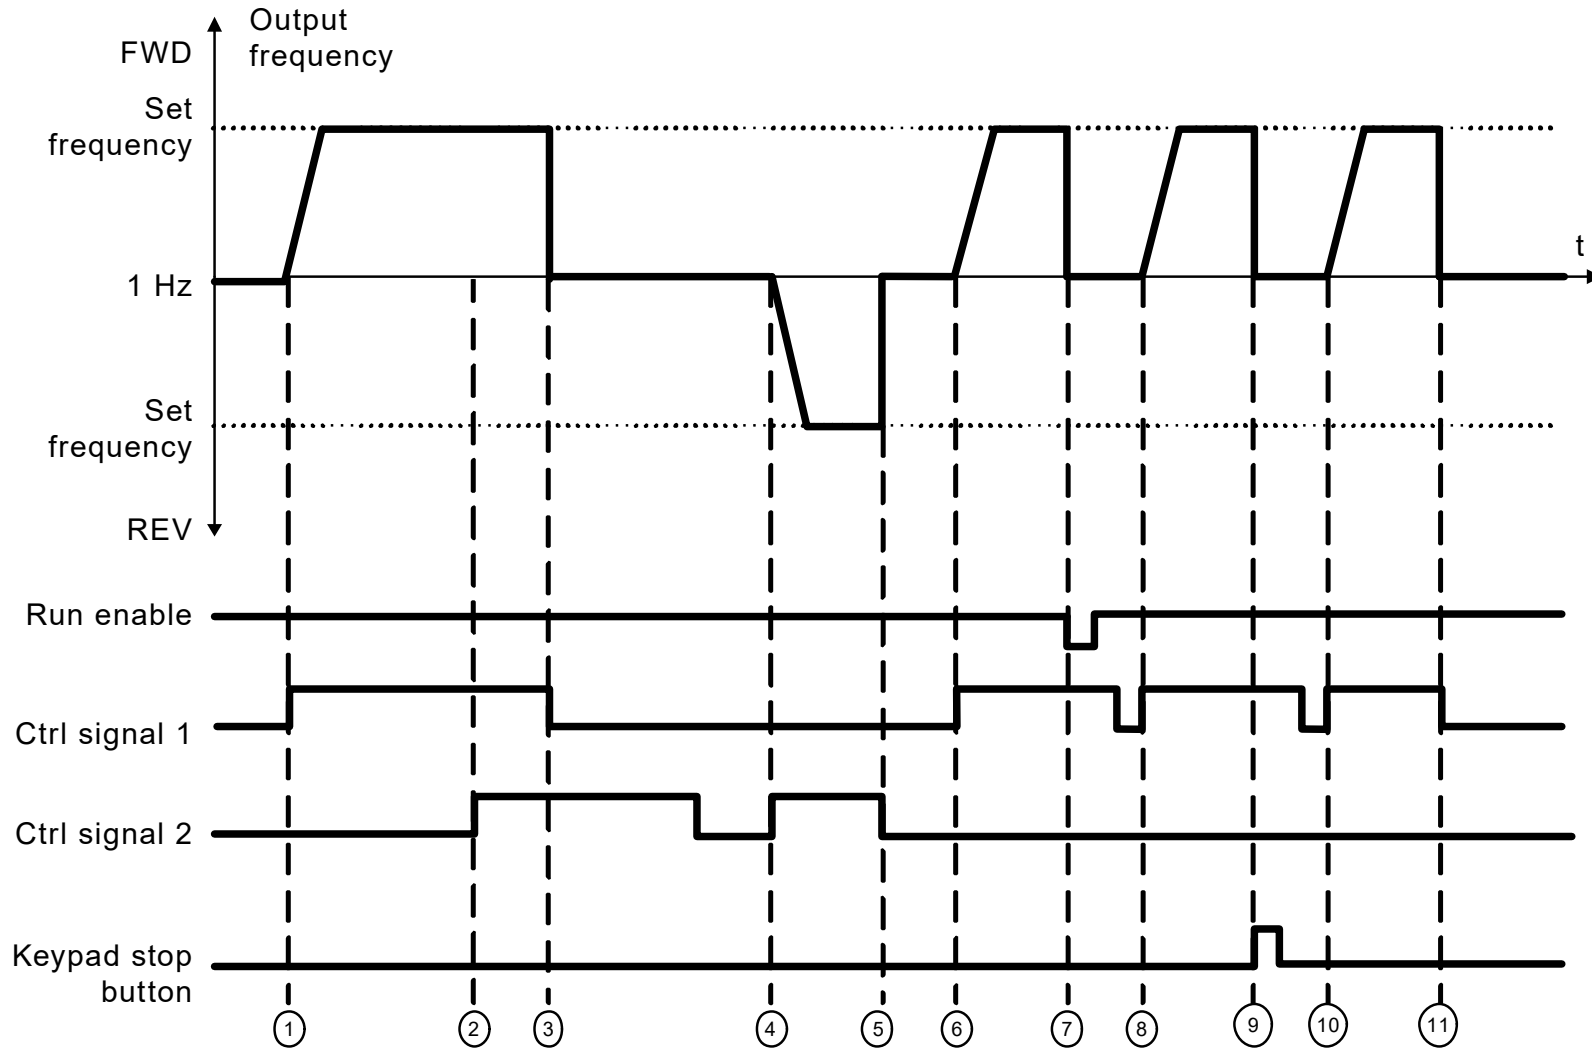 Output
frequency
FWD
Set
frequency
t
1 Hz
Set
frequency
REV
Run enable
Ctrl signal 1
Ctrl signal 2
Keypad stop
button
1 2 3 4 5 6 7 8 9 10 11